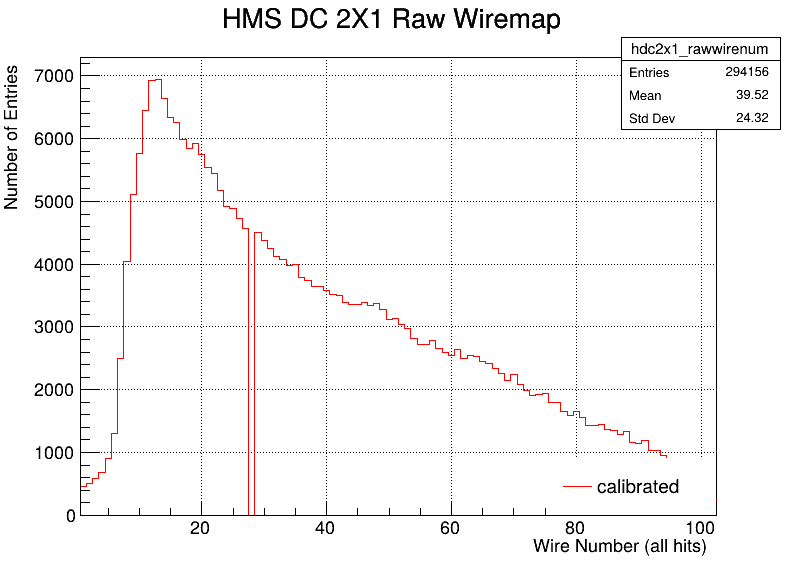 HMS DC 2X1 Raw Wiremap
hdc2x1_rawwirenum
Entries 294156
Mean 39.52
Std Dev 24.32
Number of Entries
7000
6000
5000
4000
3000
2000
1000
0
20 40 60 80 100
calibrated
Wire Number (all hits)